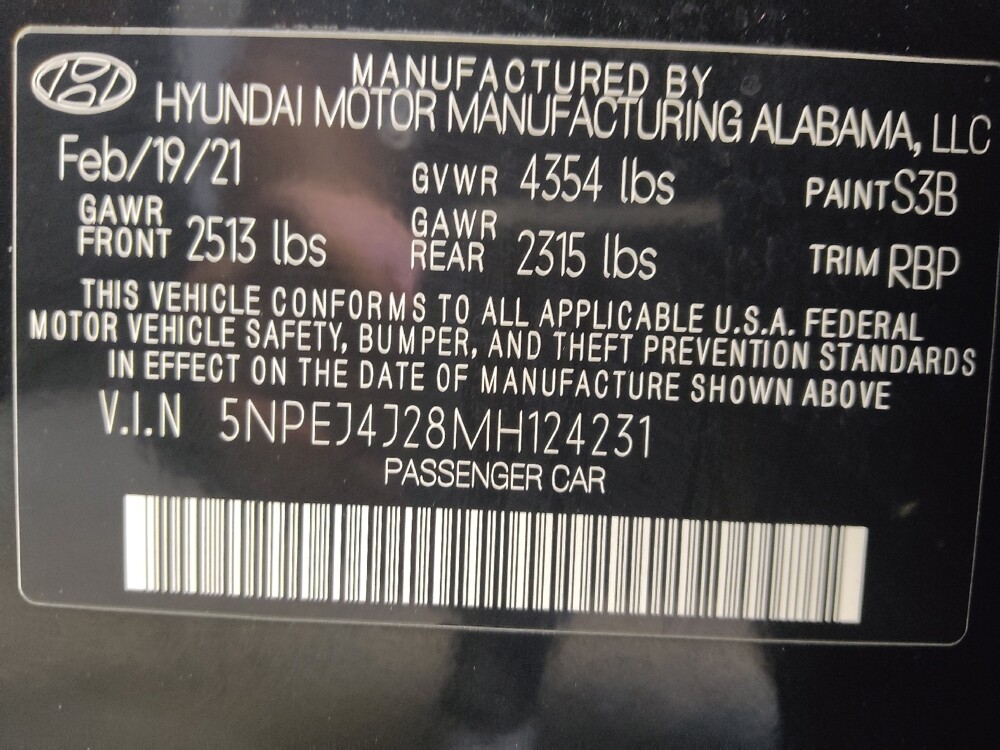 MANUFACTURED BY
HYUNDAI MOTOR MANUFACTURING ALABAMA, LLC
Feb/19/21 GVWR 4354 lbs PAINT S3B
GAWR FRONT 2513 lbs GAWR REAR 2315 lbs TRIM RBP
THIS VEHICLE CONFORMS TO ALL APPLICABLE U.S.A. FEDERAL
MOTOR VEHICLE SAFETY, BUMPER, AND THEFT PREVENTION STANDARDS
IN EFFECT ON THE DATE OF MANUFACTURE SHOWN ABOVE
V.I.N 5NPEJ4J28MH124231
PASSENGER CAR